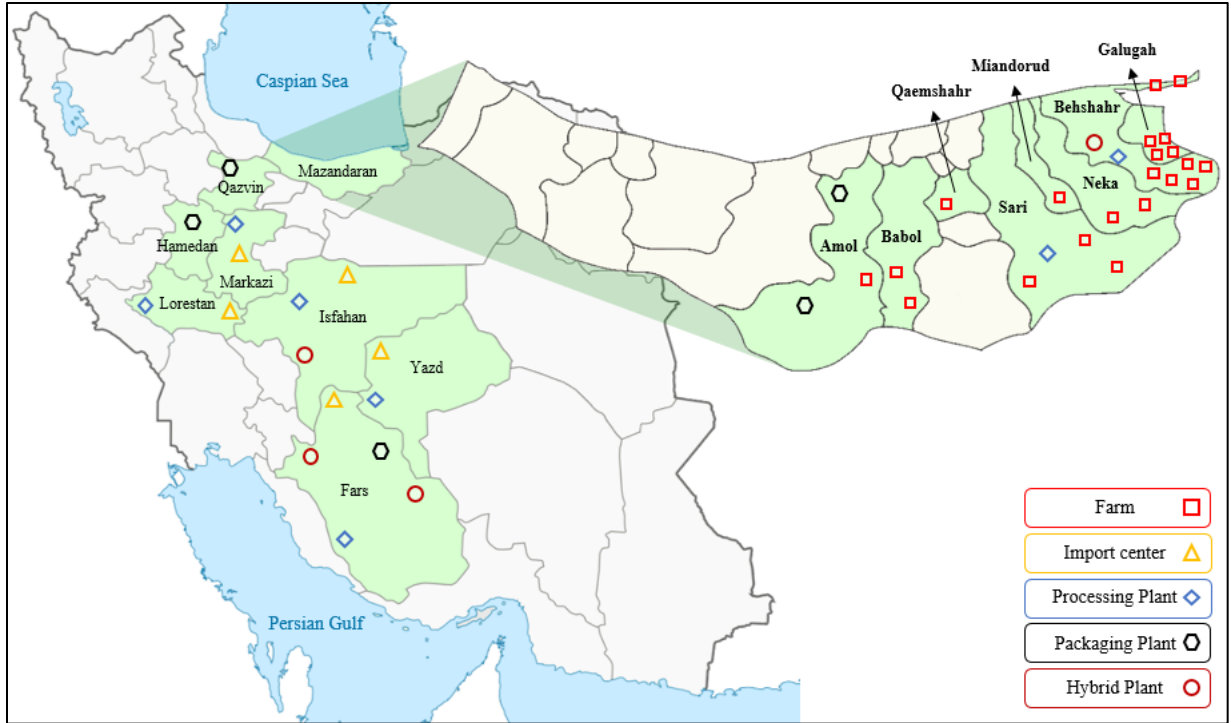 Caspian Sea
Mazandaran
Qazvin
Hamedan
Markazi
Lorestan
Isfahan
Yazd
Fars
Persian Gulf
Galugah
Miandorud
Qaemshahr
Behshahr
Neka
Sari
Babol
Amol
Farm
Import center
Processing Plant
Packaging Plant
Hybrid Plant